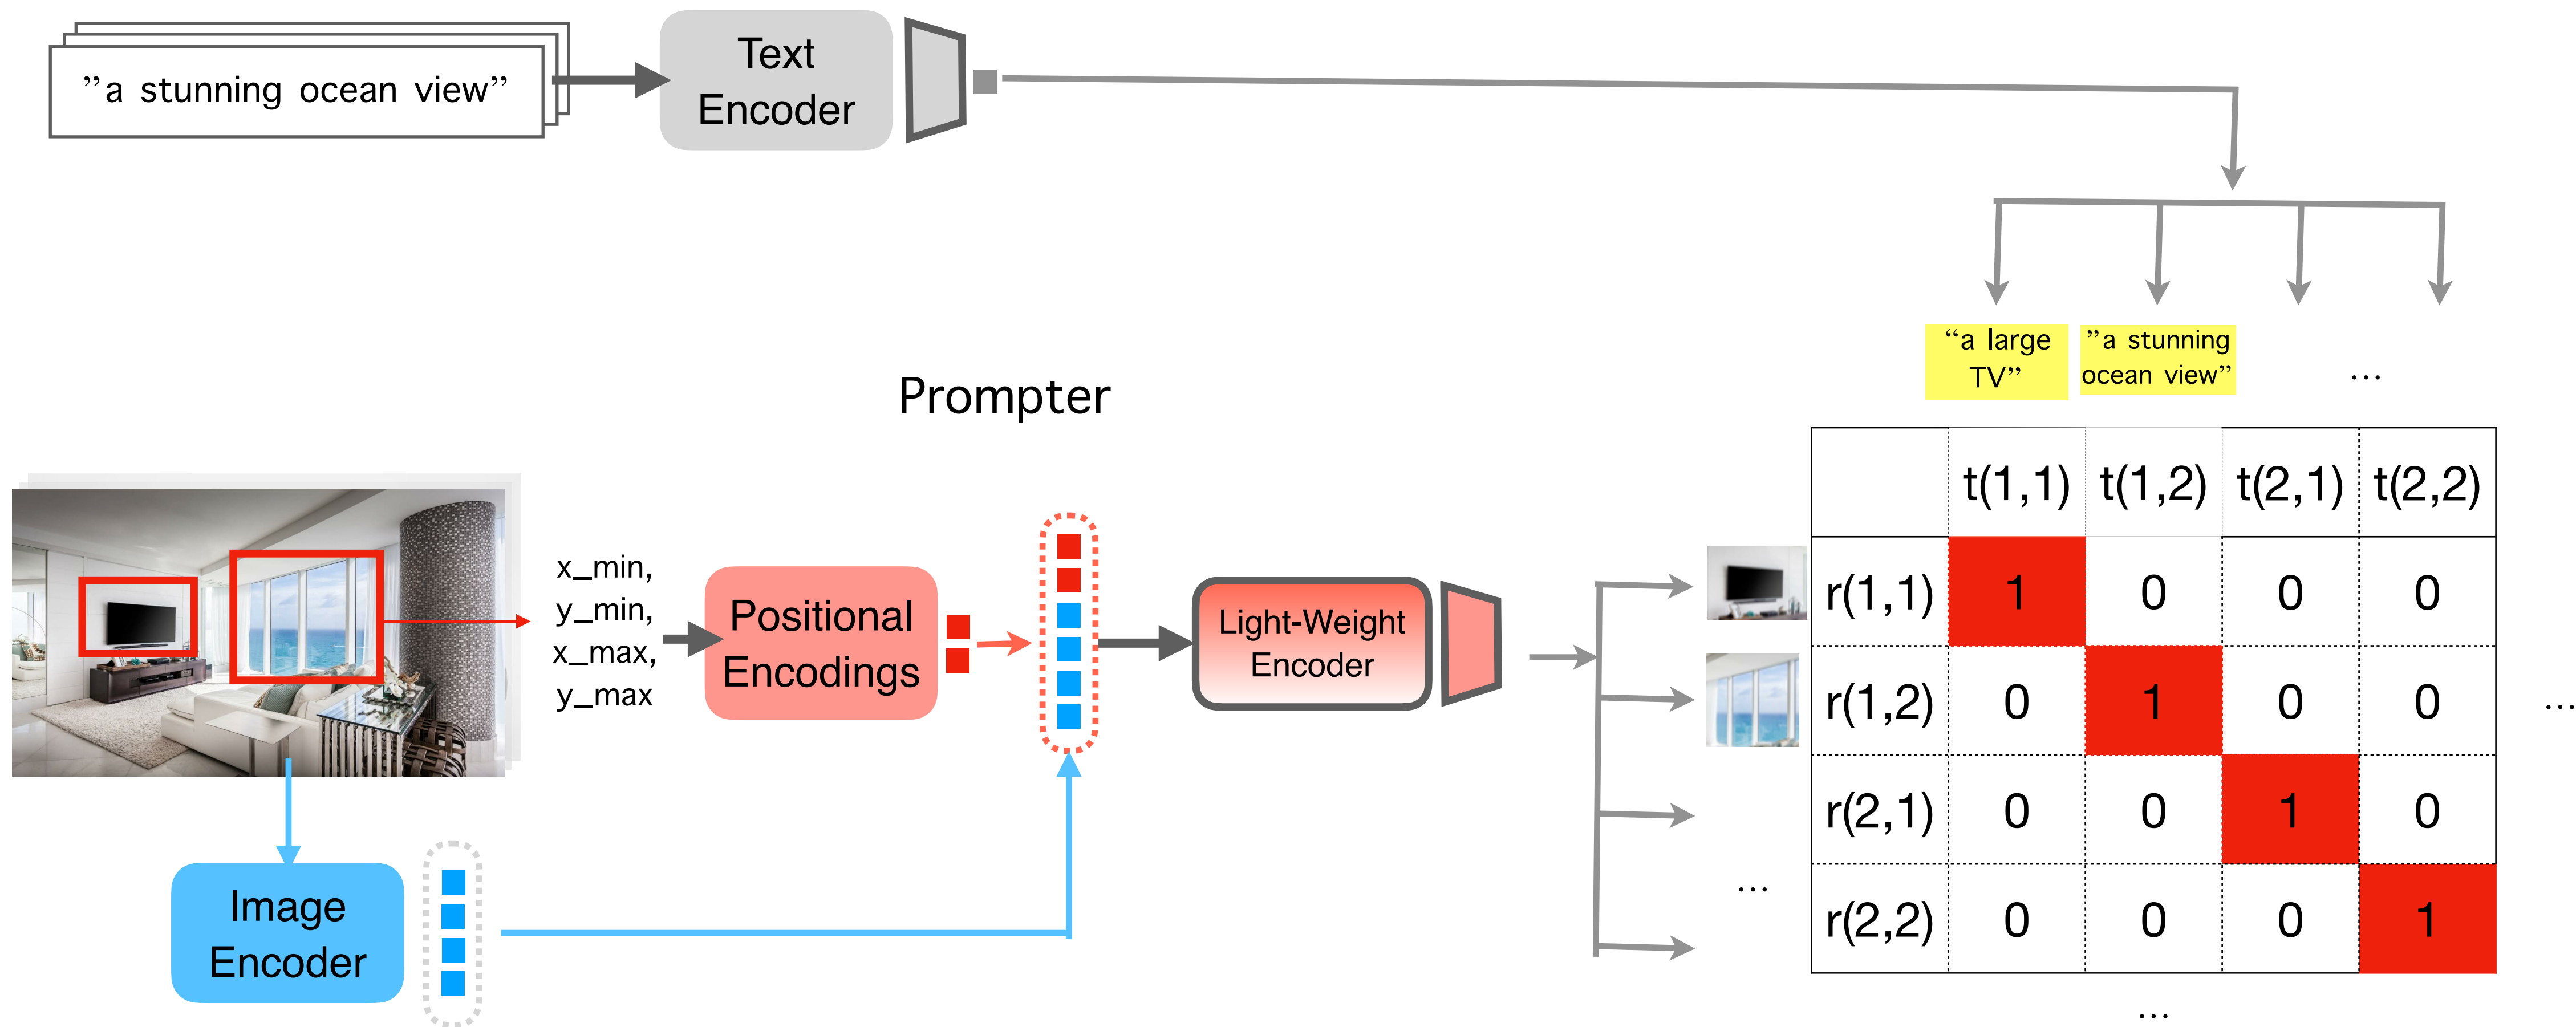 ”a stunning ocean view”
Text
Encoder
“a large
TV”
”a stunning
ocean view”
...
Prompter
x_min,
y_min,
x_max,
y_max
Positional
Encodings
Light-Weight
Encoder
Image
Encoder
t(1,1) t(1,2) t(2,1) t(2,2)
r(1,1) 1 0 0 0
r(1,2) 0 1 0 0
r(2,1) 0 0 1 0
r(2,2) 0 0 0 1
...
...
...